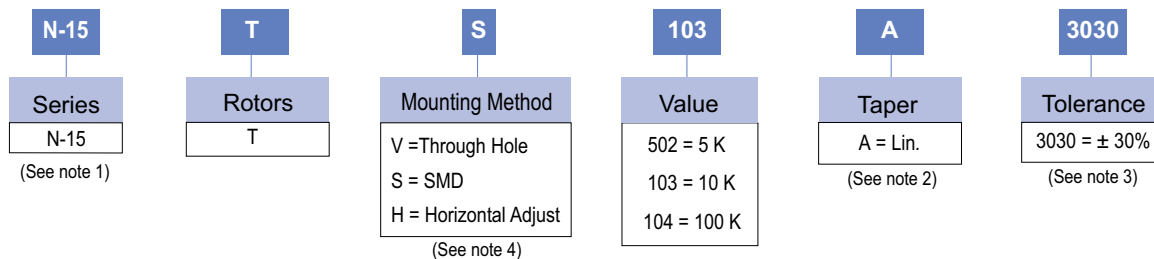 N-15 T S 103 A 3030
Series Rotors Mounting Method Value Taper Tolerance
N-15 T V =Through Hole 502 = 5 K A = Lin. 3030 = ± 30%
(See note 1) S = SMD 103 = 10 K (See note 2) (See note 3)
H = Horizontal Adjust 104 = 100 K
(See note 4)